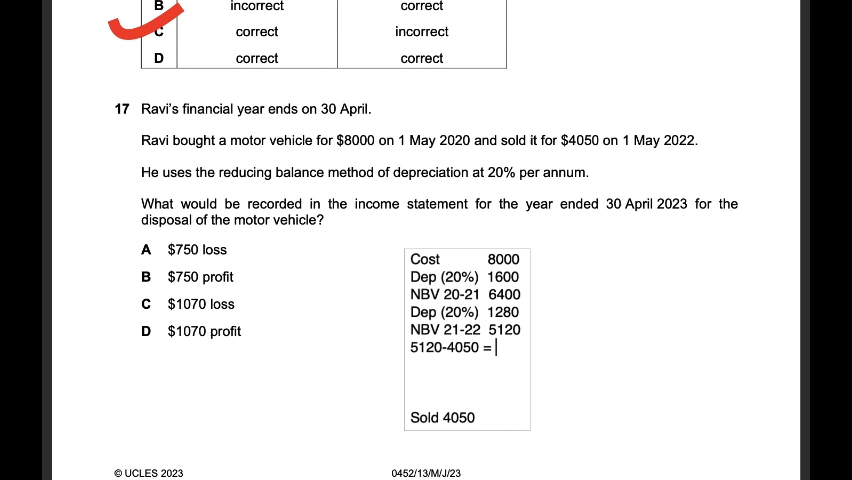 B incorrect correct
C correct incorrect
D correct correct
17 Ravi's financial year ends on 30 April.
Ravi bought a motor vehicle for $8000 on 1 May 2020 and sold it for $4050 on 1 May 2022.
He uses the reducing balance method of depreciation at 20% per annum.
What would be recorded in the income statement for the year ended 30 April 2023 for the
disposal of the motor vehicle?
A $750 loss
B $750 profit
C $1070 loss
D $1070 profit
Cost 8000
Dep (20%) 1600
NBV 20-21 6400
Dep (20%) 1280
NBV 21-22 5120
5120-4050 =
Sold 4050
© UCLES 2023 0452/13/M/J/23